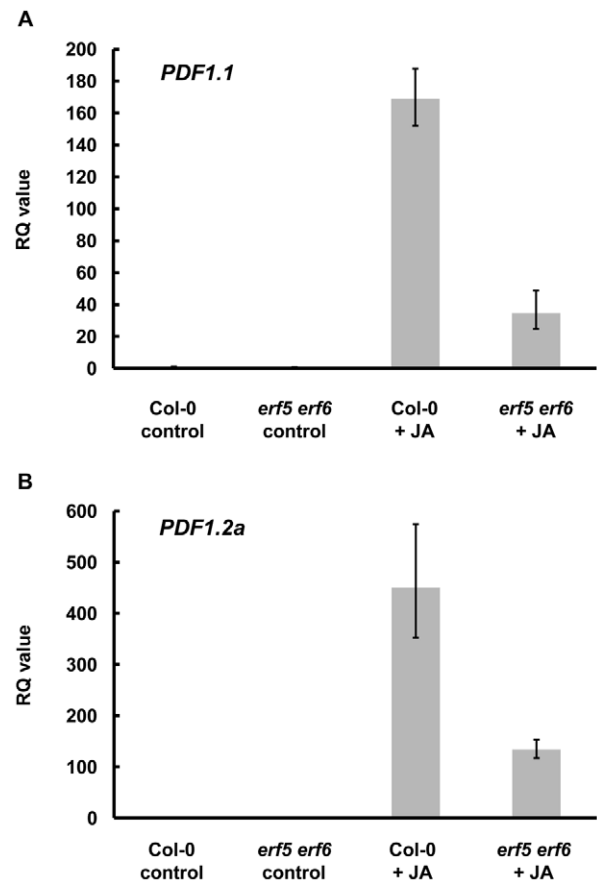 A
PDF1.1
RQ value
200
180
160
140
120
100
80
60
40
20
0
Col-0 erf5 erf6 Col-0 erf5 erf6
control control + JA + JA
B
PDF1.2a
RQ value
600
500
400
300
200
100
0
Col-0 erf5 erf6 Col-0 erf5 erf6
control control + JA + JA